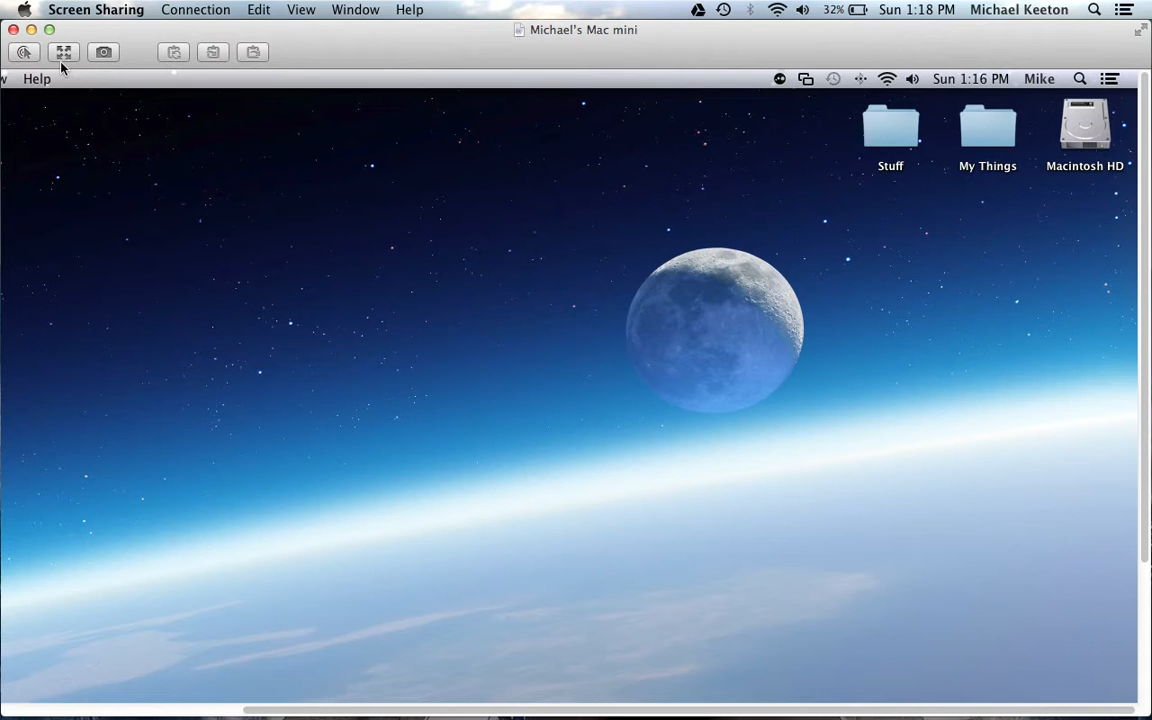 Screen Sharing Connection Edit View Window Help 32% Sun 1:18 PM Michael Keeton
Michael's Mac mini
w Help Sun 1:16 PM Mike
Stuff My Things Macintosh HD